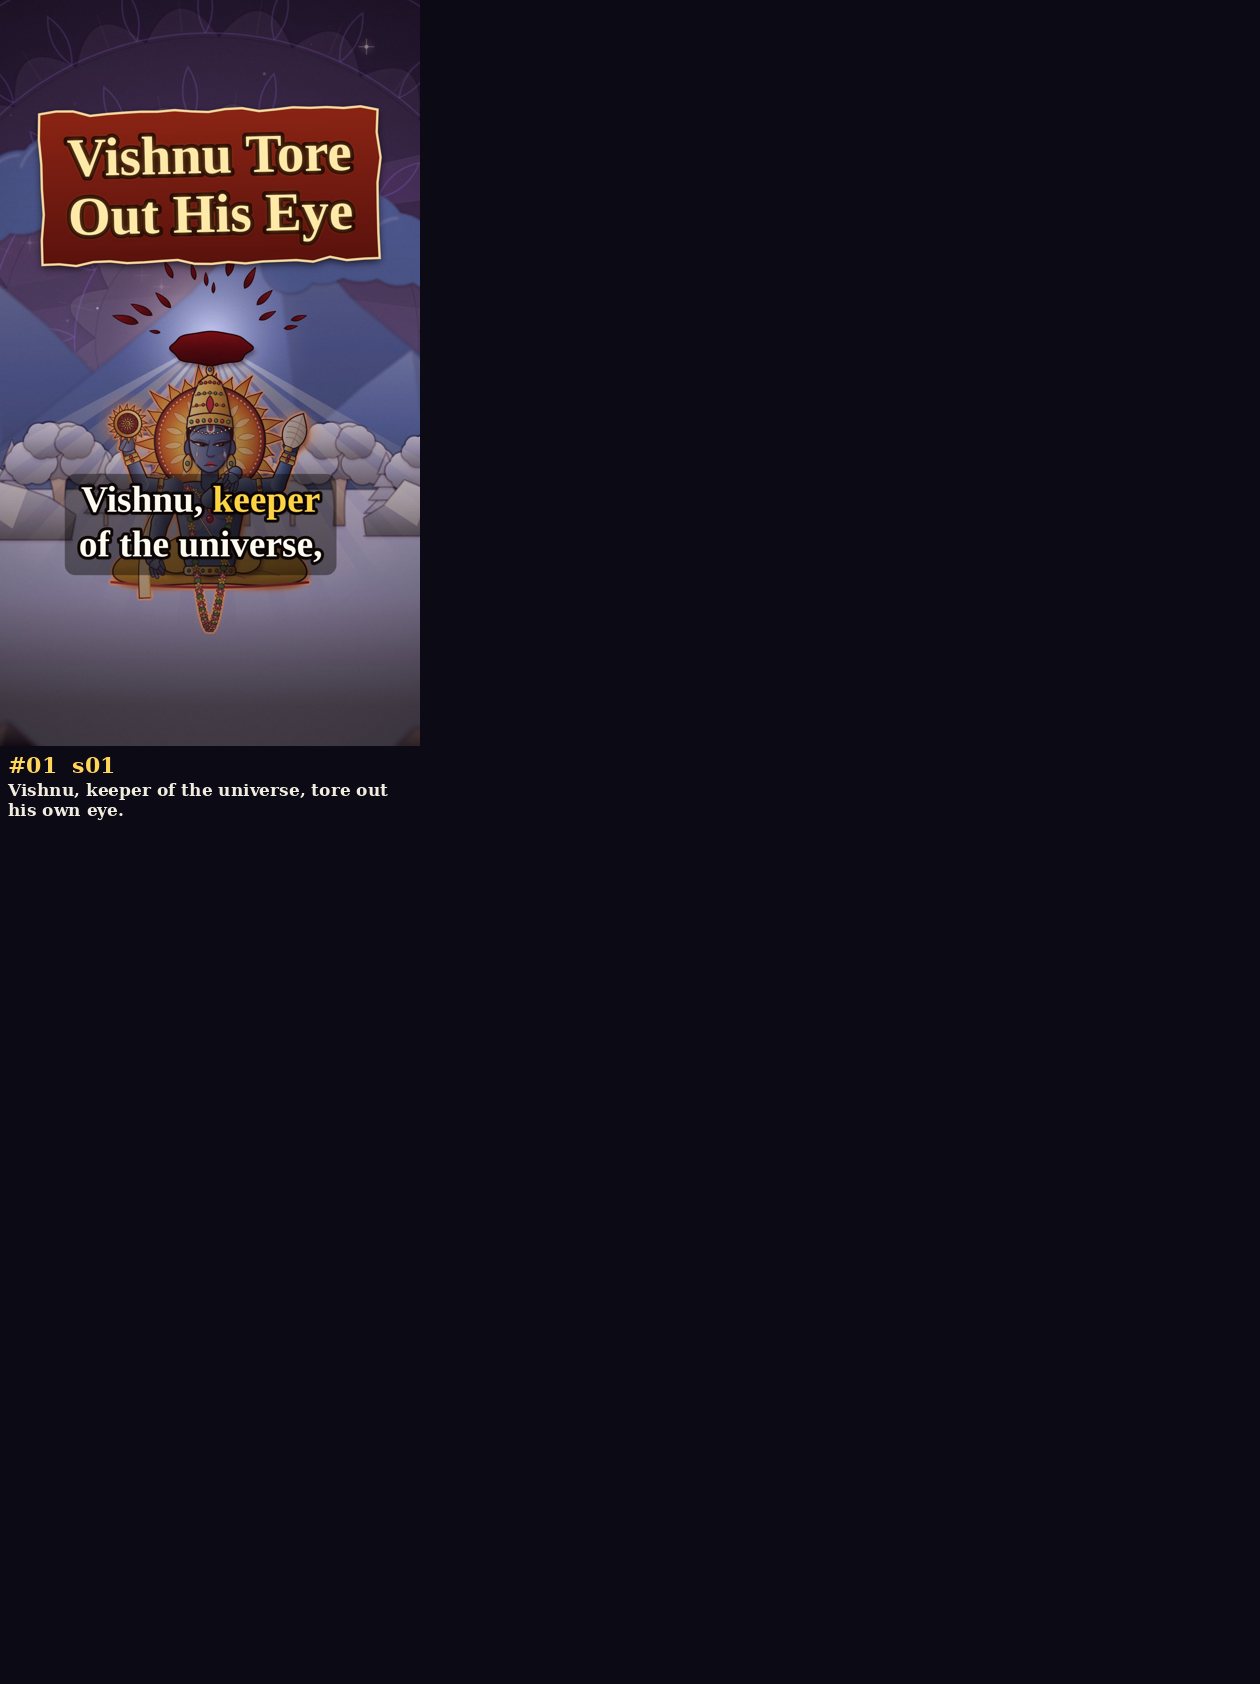 Vishnu Tore
Out His Eye
Vishnu, keeper
of the universe,
#01 s01
Vishnu, keeper of the universe, tore out
his own eye.